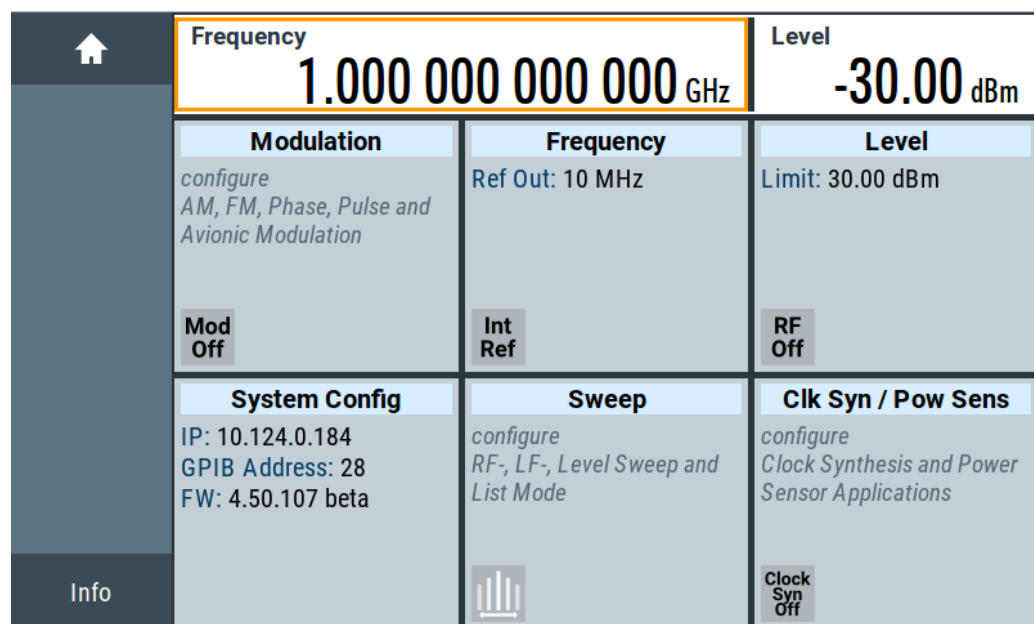 Frequency
1.000 000 000 000 GHz
Level
-30.00 dBm
Modulation
configure
AM, FM, Phase, Pulse and
Avionic Modulation
Mod
Off
Frequency
Ref Out: 10 MHz
Int
Ref
Level
Limit: 30.00 dBm
RF
Off
System Config
IP: 10.124.0.184
GPIB Address: 28
FW: 4.50.107 beta
Sweep
configure
RF-, LF-, Level Sweep and
List Mode
Clk Syn / Pow Sens
configure
Clock Synthesis and Power
Sensor Applications
Clock
Syn
Off
Info